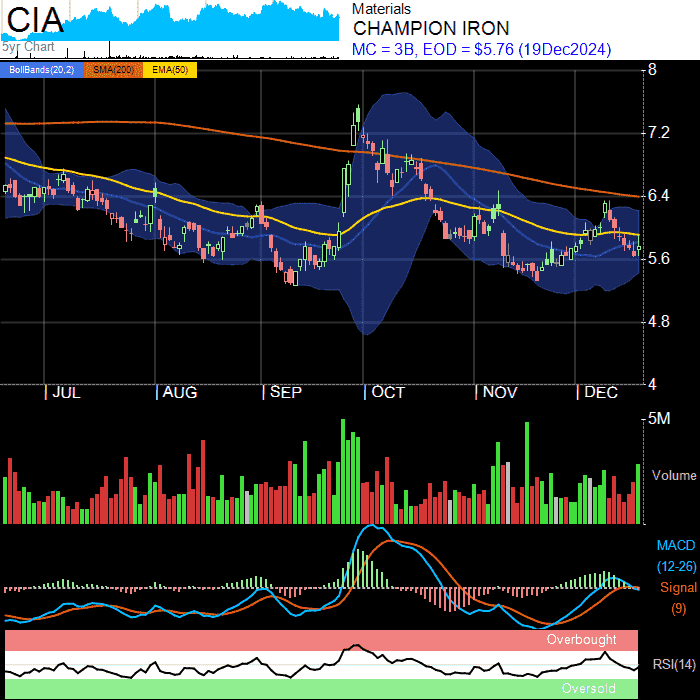 CIA
5yr Chart
Materials
CHAMPION IRON
MC = 3B, EOD = $5.76 (19Dec2024)
BollBands(20,2) SMA(200) EMA(50)
8
7.2
6.4
5.6
4.8
4
| JUL | AUG | SEP | OCT | NOV | DEC
5M
Volume
MACD
(12-26)
Signal
(9)
Overbought
RSI(14)
Oversold